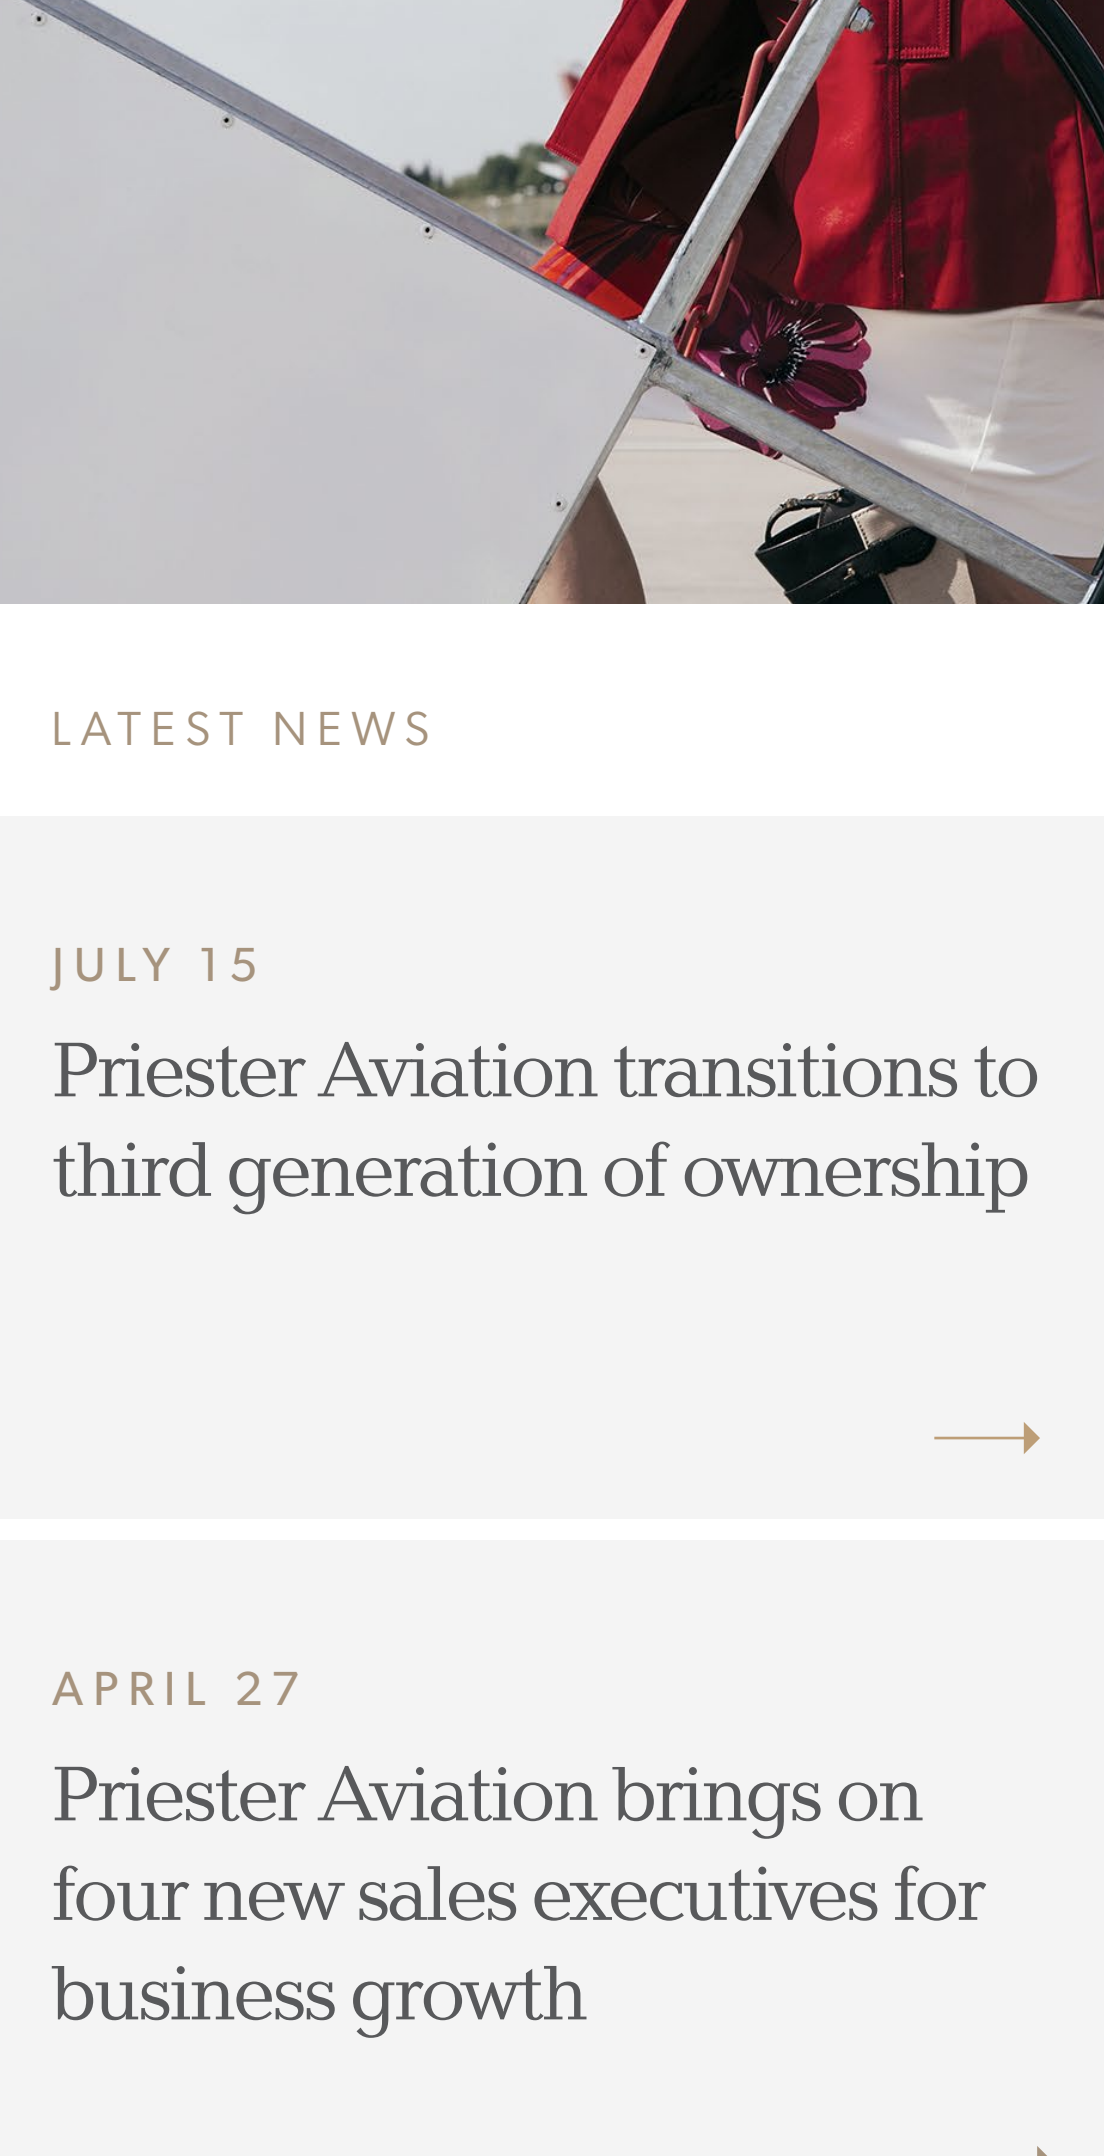 LATEST NEWS
JULY 15
Priester Aviation transitions to
third generation of ownership
APRIL 27
Priester Aviation brings on
four new sales executives for
business growth